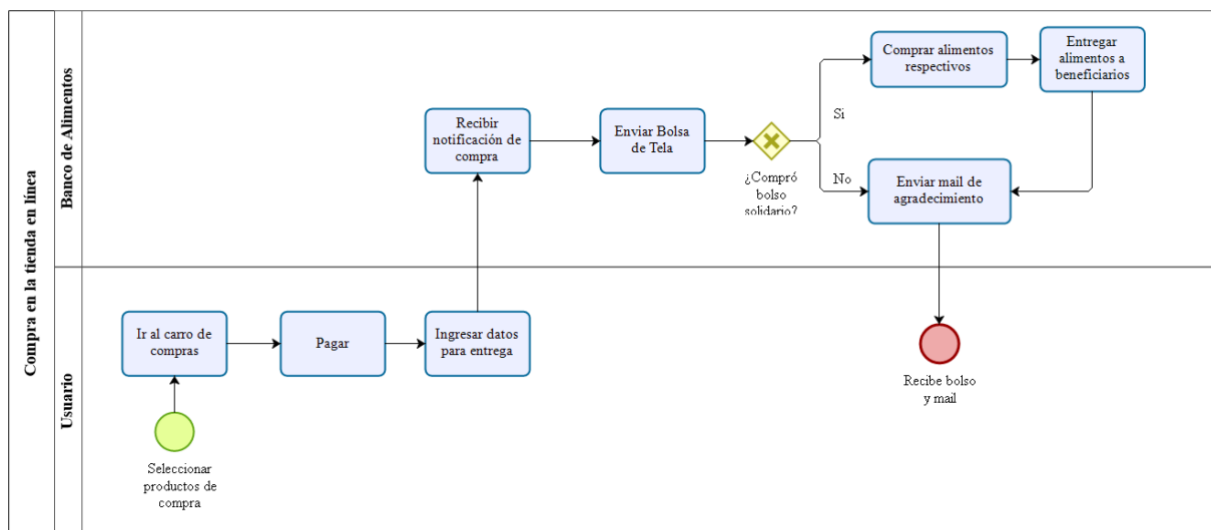 Compra en la tienda en línea
Banco de Alimentos
Recibir
notificación de
compra
Enviar Bolsa
de Tela
¿Compró
bolso
solidario?
Si
No
Comprar alimentos
respectivos
Entregar
alimentos a
beneficiarios
Enviar mail de
agradecimiento
Usuario
Seleccionar
productos de
compra
Ir al carro de
compras
Pagar
Ingresar datos
para entrega
Recibe bolso
y mail